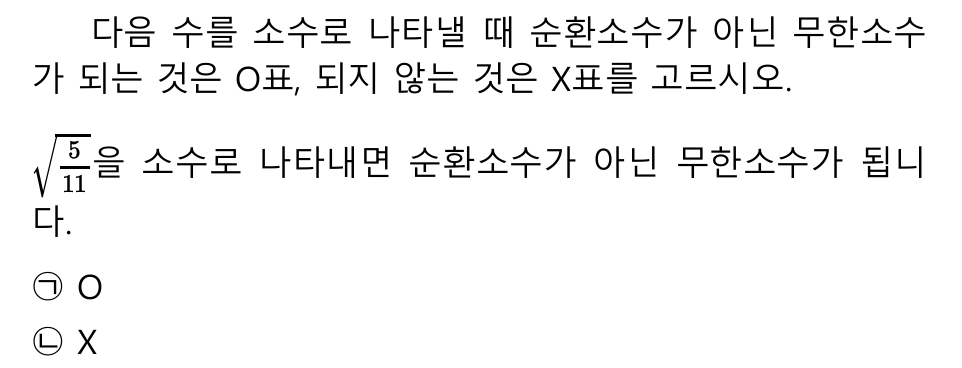 다음 수를 소수로 나타낼 때 순환소수가 아닌 무한소수
가 되는 것은 O표, 되지 않는 것은 X표를 고르시오.
$\sqrt{\frac{5}{11}}$을 소수로 나타내면 순환소수가 아닌 무한소수가 됩니
다.
㉠ O
㉡ X